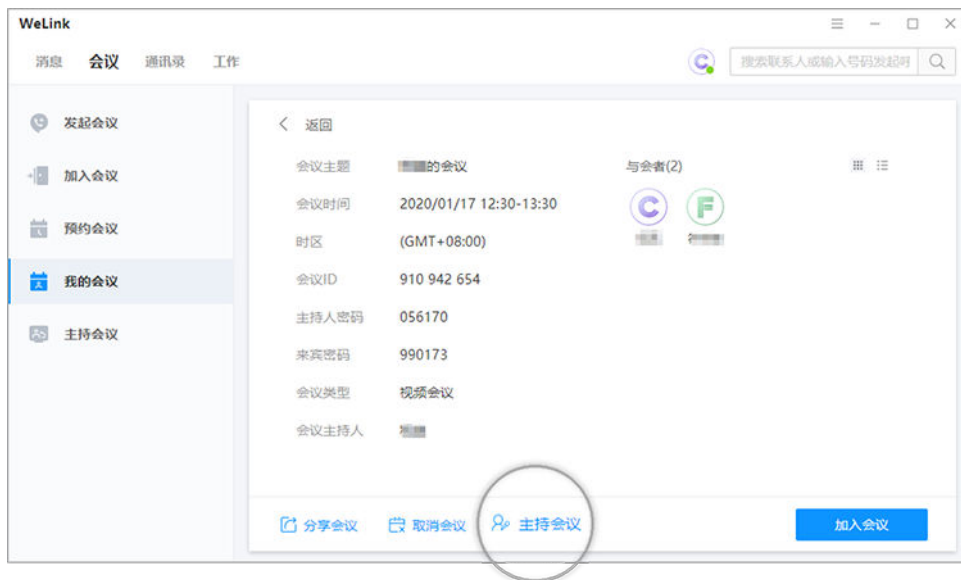 WeLink
消息 会议 通讯录 工作
C 搜索联系人或输入号码发起呼
发起会议
加入会议
预约会议
我的会议
主持会议
返回
会议主题 的会议
会议时间 2020/01/17 12:30-13:30
时区 (GMT+08:00)
会议ID 910 942 654
主持人密码 056170
来宾密码 990173
会议类型 视频会议
会议主持人
与会者(2)
C F
分享会议 取消会议 主持会议 加入会议